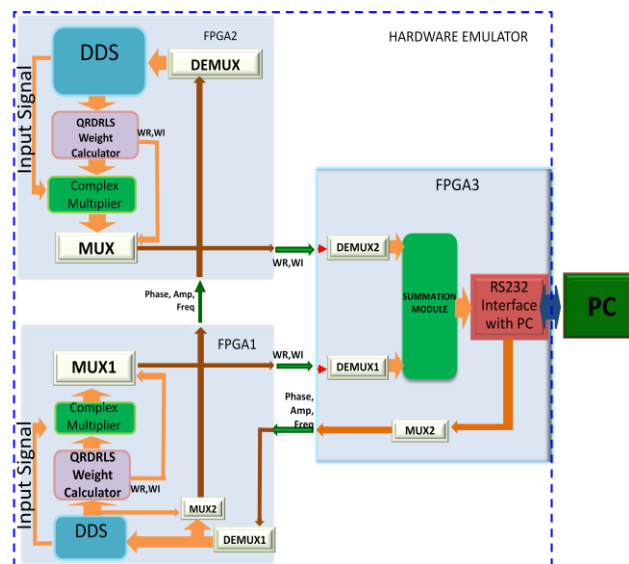 FPGA2
HARDWARE EMULATOR
DDS
DEMUX
Input Signal
QRDRLS
Weight
Calculator
WR,WI
Complex
Multiplier
MUX
WR,WI
Phase, Amp,
Freq
FPGA3
DEMUX2
SUMMATION
MODULE
RS232
Interface
with PC
PC
DEMUX1
MUX2
Phase,
Amp,
Freq
FPGA1
MUX1
WR,WI
Complex
Multiplier
Input Signal
QRDRLS
Weight
Calculator
WR,WI
MUX2
DDS
DEMUX1